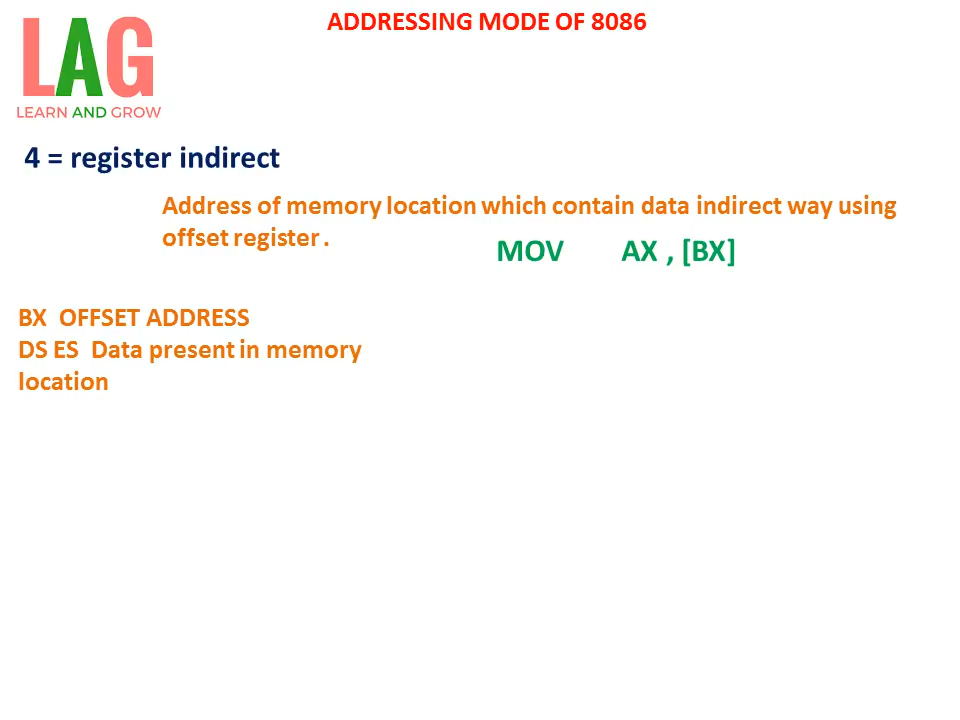 ADDRESSING MODE OF 8086
LAG
LEARN AND GROW
4 = register indirect
Address of memory location which contain data indirect way using
offset register .
MOV AX , [BX]
BX OFFSET ADDRESS
DS ES Data present in memory
location